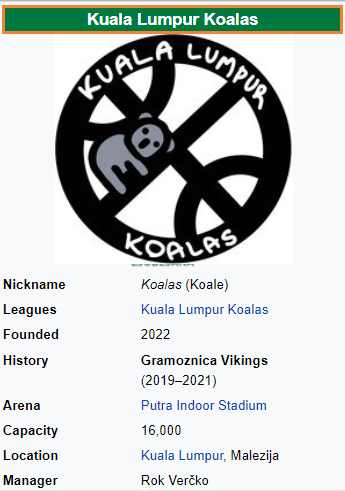 Kuala Lumpur Koalas
KUALA LUMPUR
KOALAS
Nickname Koalas (Koale)
Leagues Kuala Lumpur Koalas
Founded 2022
History Gramoznica Vikings
(2019–2021)
Arena Putra Indoor Stadium
Capacity 16,000
Location Kuala Lumpur, Malezija
Manager Rok Verčko